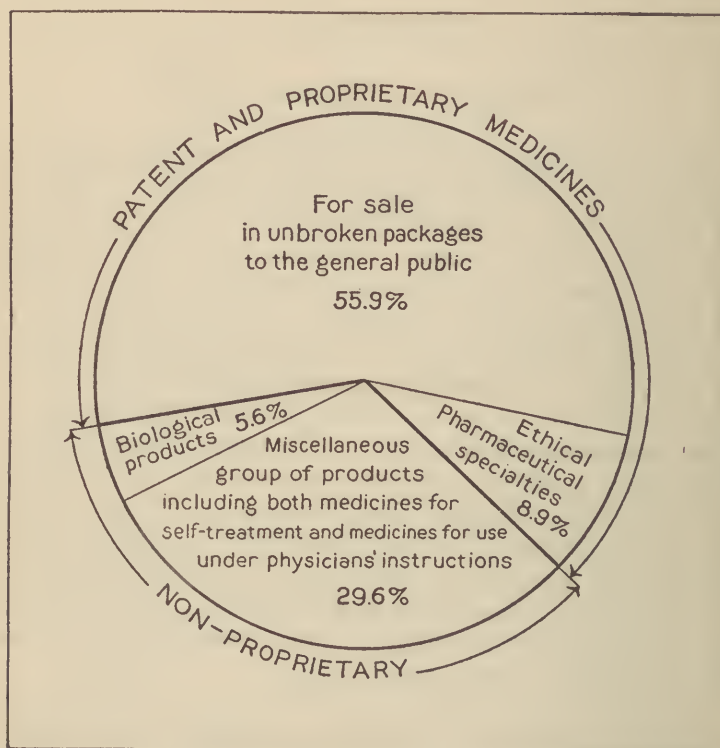 PATENT AND PROPRIETARY MEDICINES
For sale
in unbroken packages
to the general public
55.9%
Biological
products 5.6%
Ethical
Pharmaceutical
specialties
8.9%
Miscellaneous
group of products
including both medicines for
self-treatment and medicines for use
under physicians' instructions
29.6%
NON-PROPRIETARY